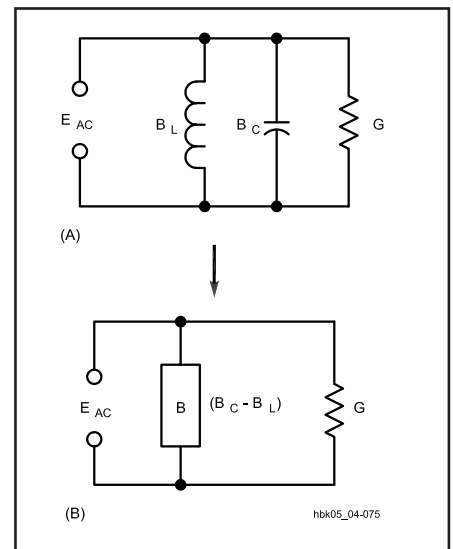 E AC
B L
B C
G
(A)
E AC
B
(B C - B L)
G
(B)
hbk05_04-075